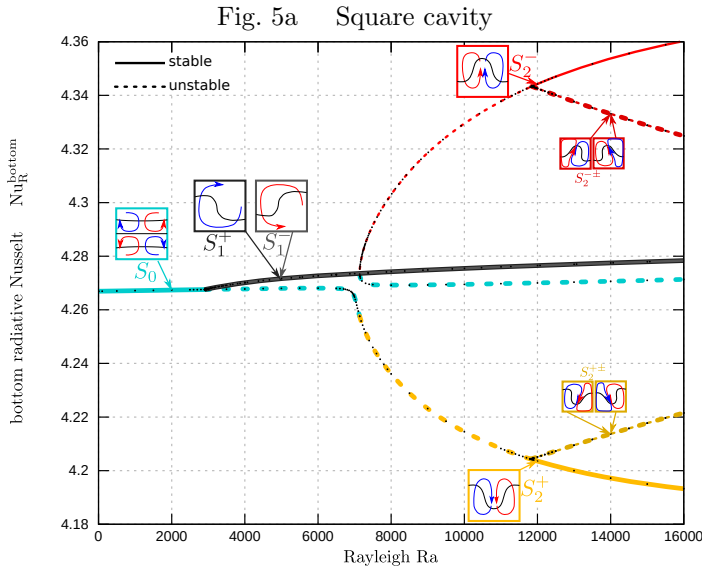 Fig. 5a Square cavity
4.36
stable
unstable
S₂⁻
4.34
4.32
S₂⁻±
4.3
S₁⁺ S₁⁻
4.28
S₀
4.26
4.24
4.22
S₂⁺±
4.2
S₂⁺
4.18
0 2000 4000 6000 8000 10000 12000 14000 16000
Rayleigh Ra
bottom radiative Nusselt Nu_R^bottom